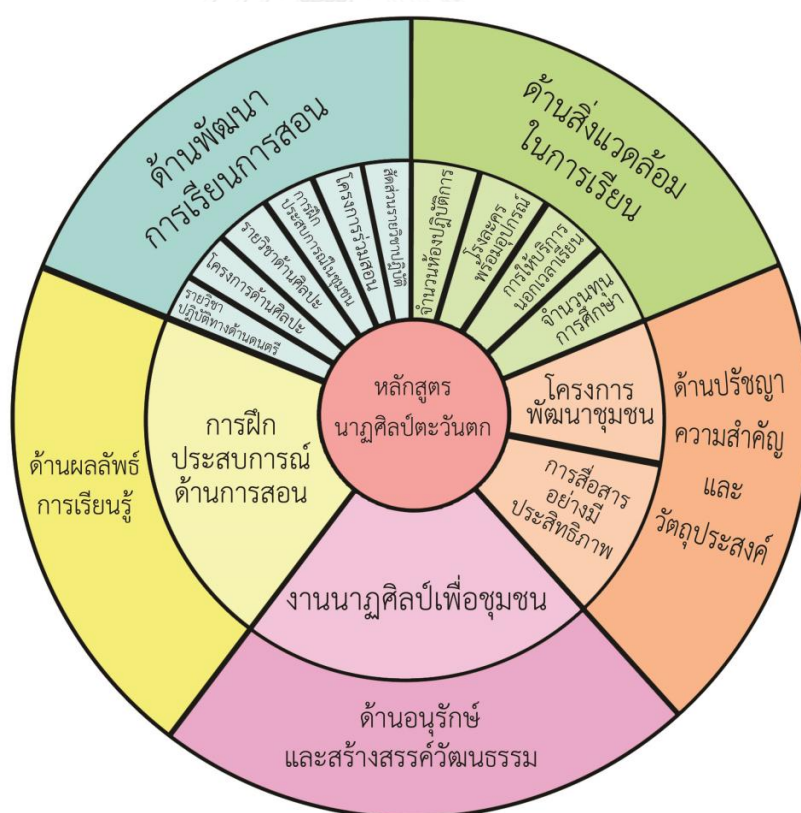 ด้านพัฒนา
การเรียนการสอน
ด้านสิ่งแวดล้อม
ในการเรียน
รายวิชา
ปฏิบัติทางด้านดนตรี
โครงการด้านศิลปะ
รายวิชาด้านศิลปะ
การฝึก
ประสบการณ์ในชุมชน
โครงการร่วมสอน
สัดส่วนรายวิชาปฏิบัติ
จำนวนห้องปฏิบัติการ
โรงละคร
พร้อมอุปกรณ์
การให้บริการ
นอกเวลาเรียน
จำนวนทุน
การศึกษา
หลักสูตร
นาฏศิลป์ตะวันตก
โครงการ
พัฒนาชุมชน
การสื่อสาร
อย่างมี
ประสิทธิภาพ
ด้านปรัชญา
ความสำคัญ
และ
วัตถุประสงค์
การฝึก
ประสบการณ์
ด้านการสอน
ด้านผลลัพธ์
การเรียนรู้
งานนาฏศิลป์เพื่อชุมชน
ด้านอนุรักษ์
และสร้างสรรค์วัฒนธรรม